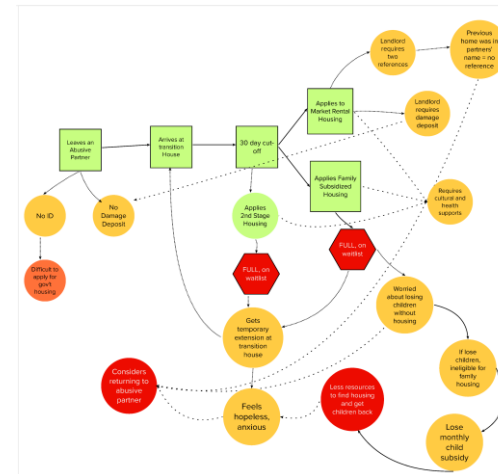 Landlord
requires
two
references
Previous
home was in
partners'
name = no
reference
Applies to
Market Rental
Housing
Landlord
requires
damage
deposit
Leaves an
Abusive
Partner
Arrives at
transition
House
30 day cut-
off
Applies Family
Subsidized
Housing
No ID
No
Damage
Deposit
Applies
2nd Stage
Housing
Requires
cultural and
health
supports
Difficult to
apply for
gov't
housing
FULL, on
waitlist
FULL, on
waitlist
Worried
about losing
children
without
housing
Gets
temporary
extension at
transition
house
If lose
children,
ineligible for
family
housing
Considers
returning to
abusive
partner
Less resources
to find housing
and get
children back
Feels
hopeless,
anxious
Lose
monthly
child
subsidy